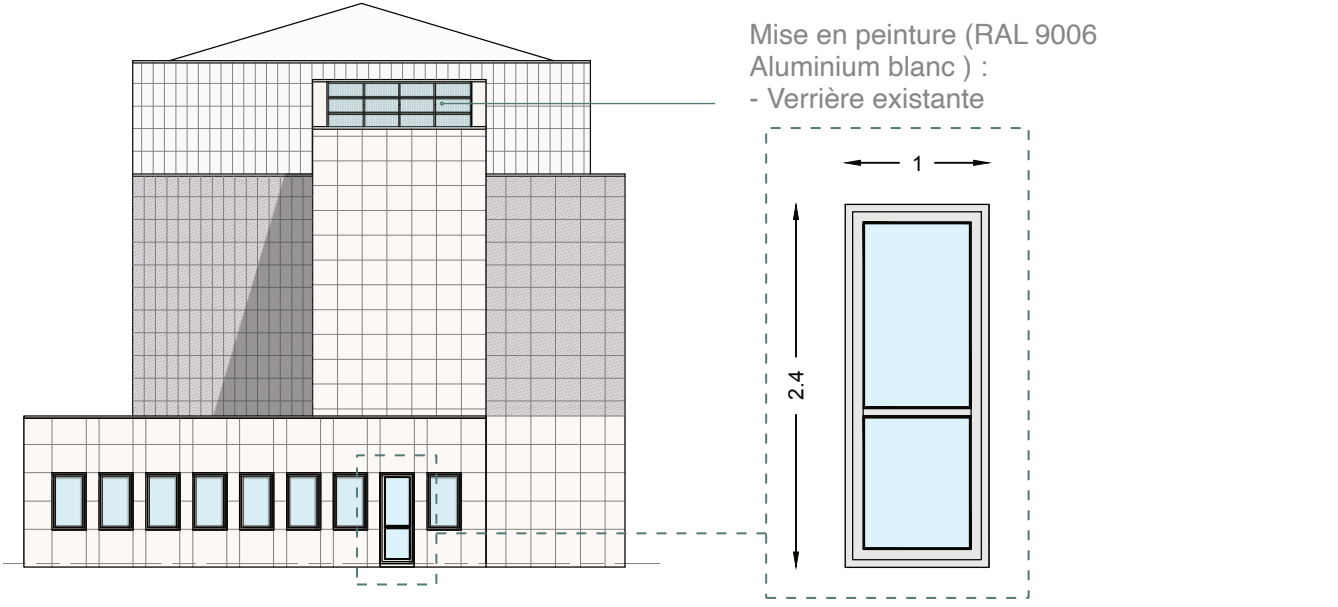 Mise en peinture (RAL 9006
Aluminium blanc ) :
- Verrière existante
1
2.4